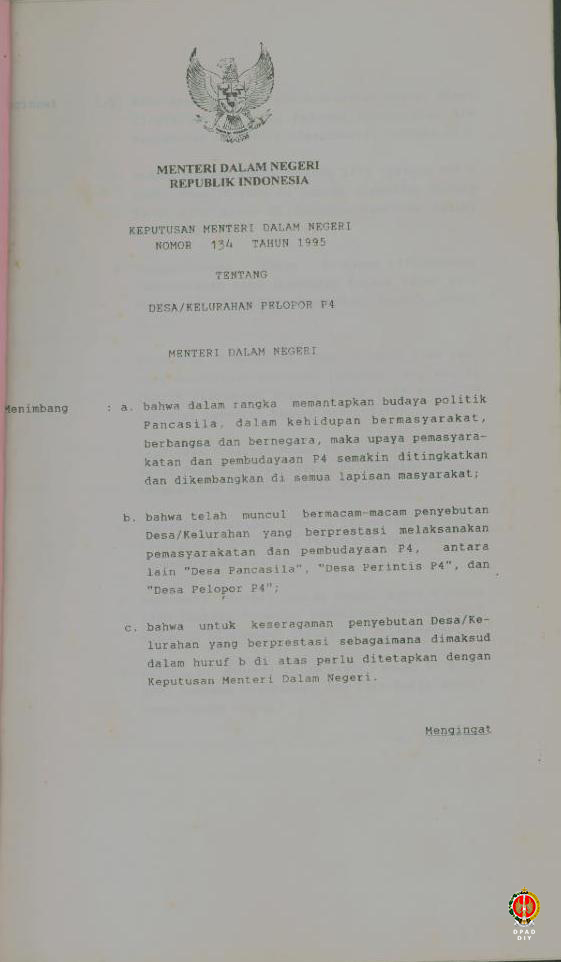 MENTERI DALAM NEGERI
REPUBLIK INDONESIA
KEPUTUSAN MENTERI DALAM NEGERI
NOMOR 134 TAHUN 1995
TENTANG
DESA/KELURAHAN PELOPOR P4
MENTERI DALAM NEGERI
Menimbang : a. bahwa dalam rangka memantapkan budaya politik
Pancasila, dalam kehidupan bermasyarakat,
berbangsa dan bernegara, maka upaya pemasyara-
katan dan pembudayaan P4 semakin ditingkatkan
dan dikembangkan di semua lapisan masyarakat;
b. bahwa telah muncul bermacam-macam penyebutan
Desa/Kelurahan yang berprestasi melaksanakan
pemasyarakatan dan pembudayaan P4, antara
lain "Desa Pancasila", "Desa Perintis P4", dan
"Desa Pelopor P4";
c. bahwa untuk keseragaman penyebutan Desa/Ke-
lurahan yang berprestasi sebagaimana dimaksud
dalam huruf b di atas perlu ditetapkan dengan
Keputusan Menteri Dalam Negeri.
Mengingat
DPAD
DIY